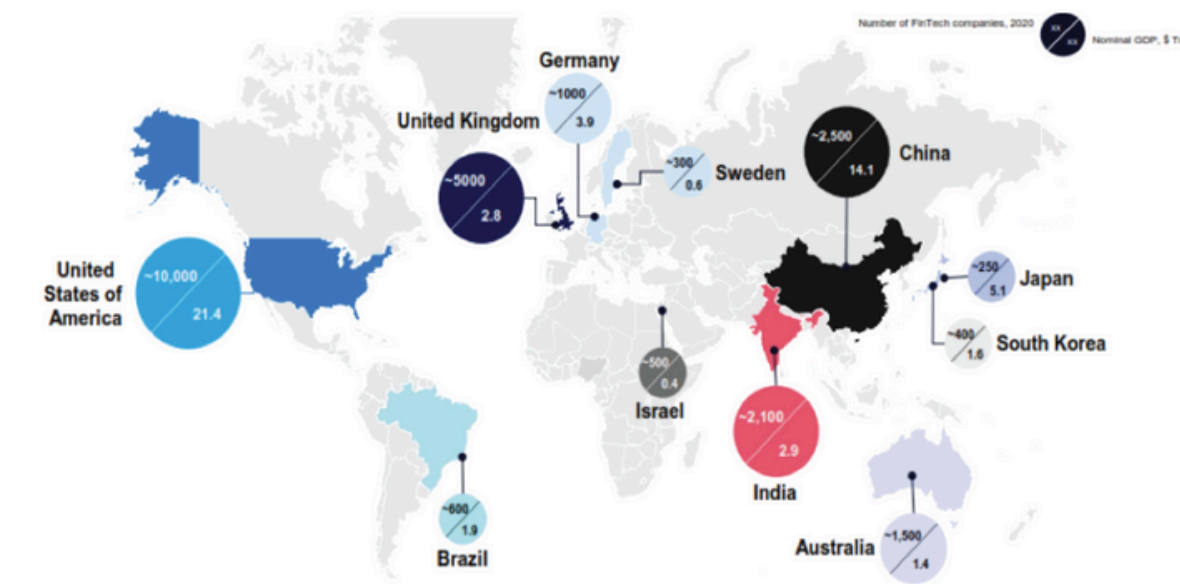 Number of FinTech companies, 2020
xx
xx
Nominal GDP, $
Germany
~1000
3.9
United Kingdom
~5000
2.8
~300
0.6
Sweden
~2,500
14.1
China
United
States of
America
~10,000
21.4
~250
5.1
Japan
~400
1.6
South Korea
~500
0.4
Israel
~2,100
2.9
India
~600
1.9
Brazil
Australia
~1,500
1.4